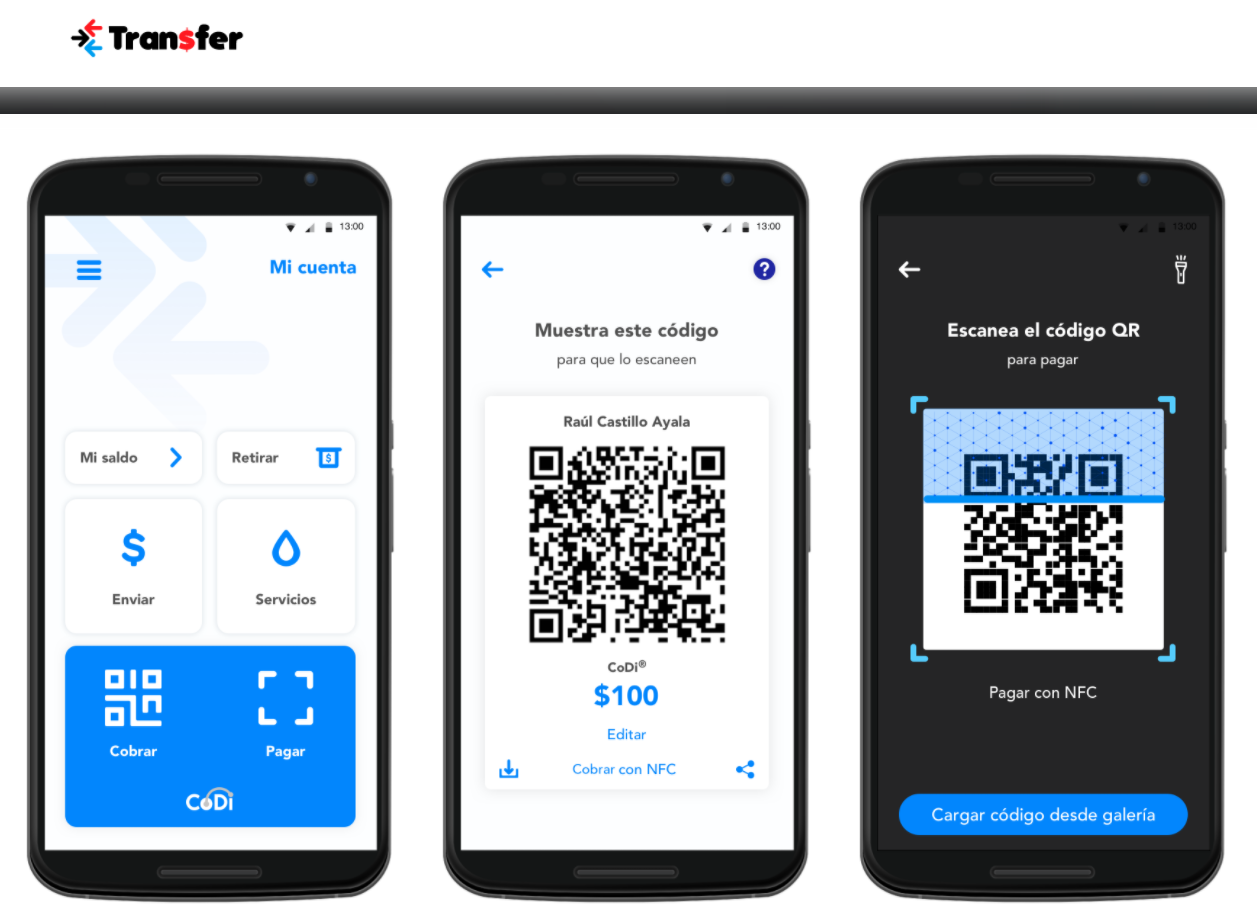 Transfer
13:00
Mi cuenta
Mi saldo
Retirar
$
$
Enviar
Servicios
Cobrar
Pagar
CoDi
13:00
?
Muestra este código
para que lo escaneen
Raúl Castillo Ayala
CoDi®
$100
Editar
Cobrar con NFC
13:00
Escanea el código QR
para pagar
Pagar con NFC
Cargar código desde galería